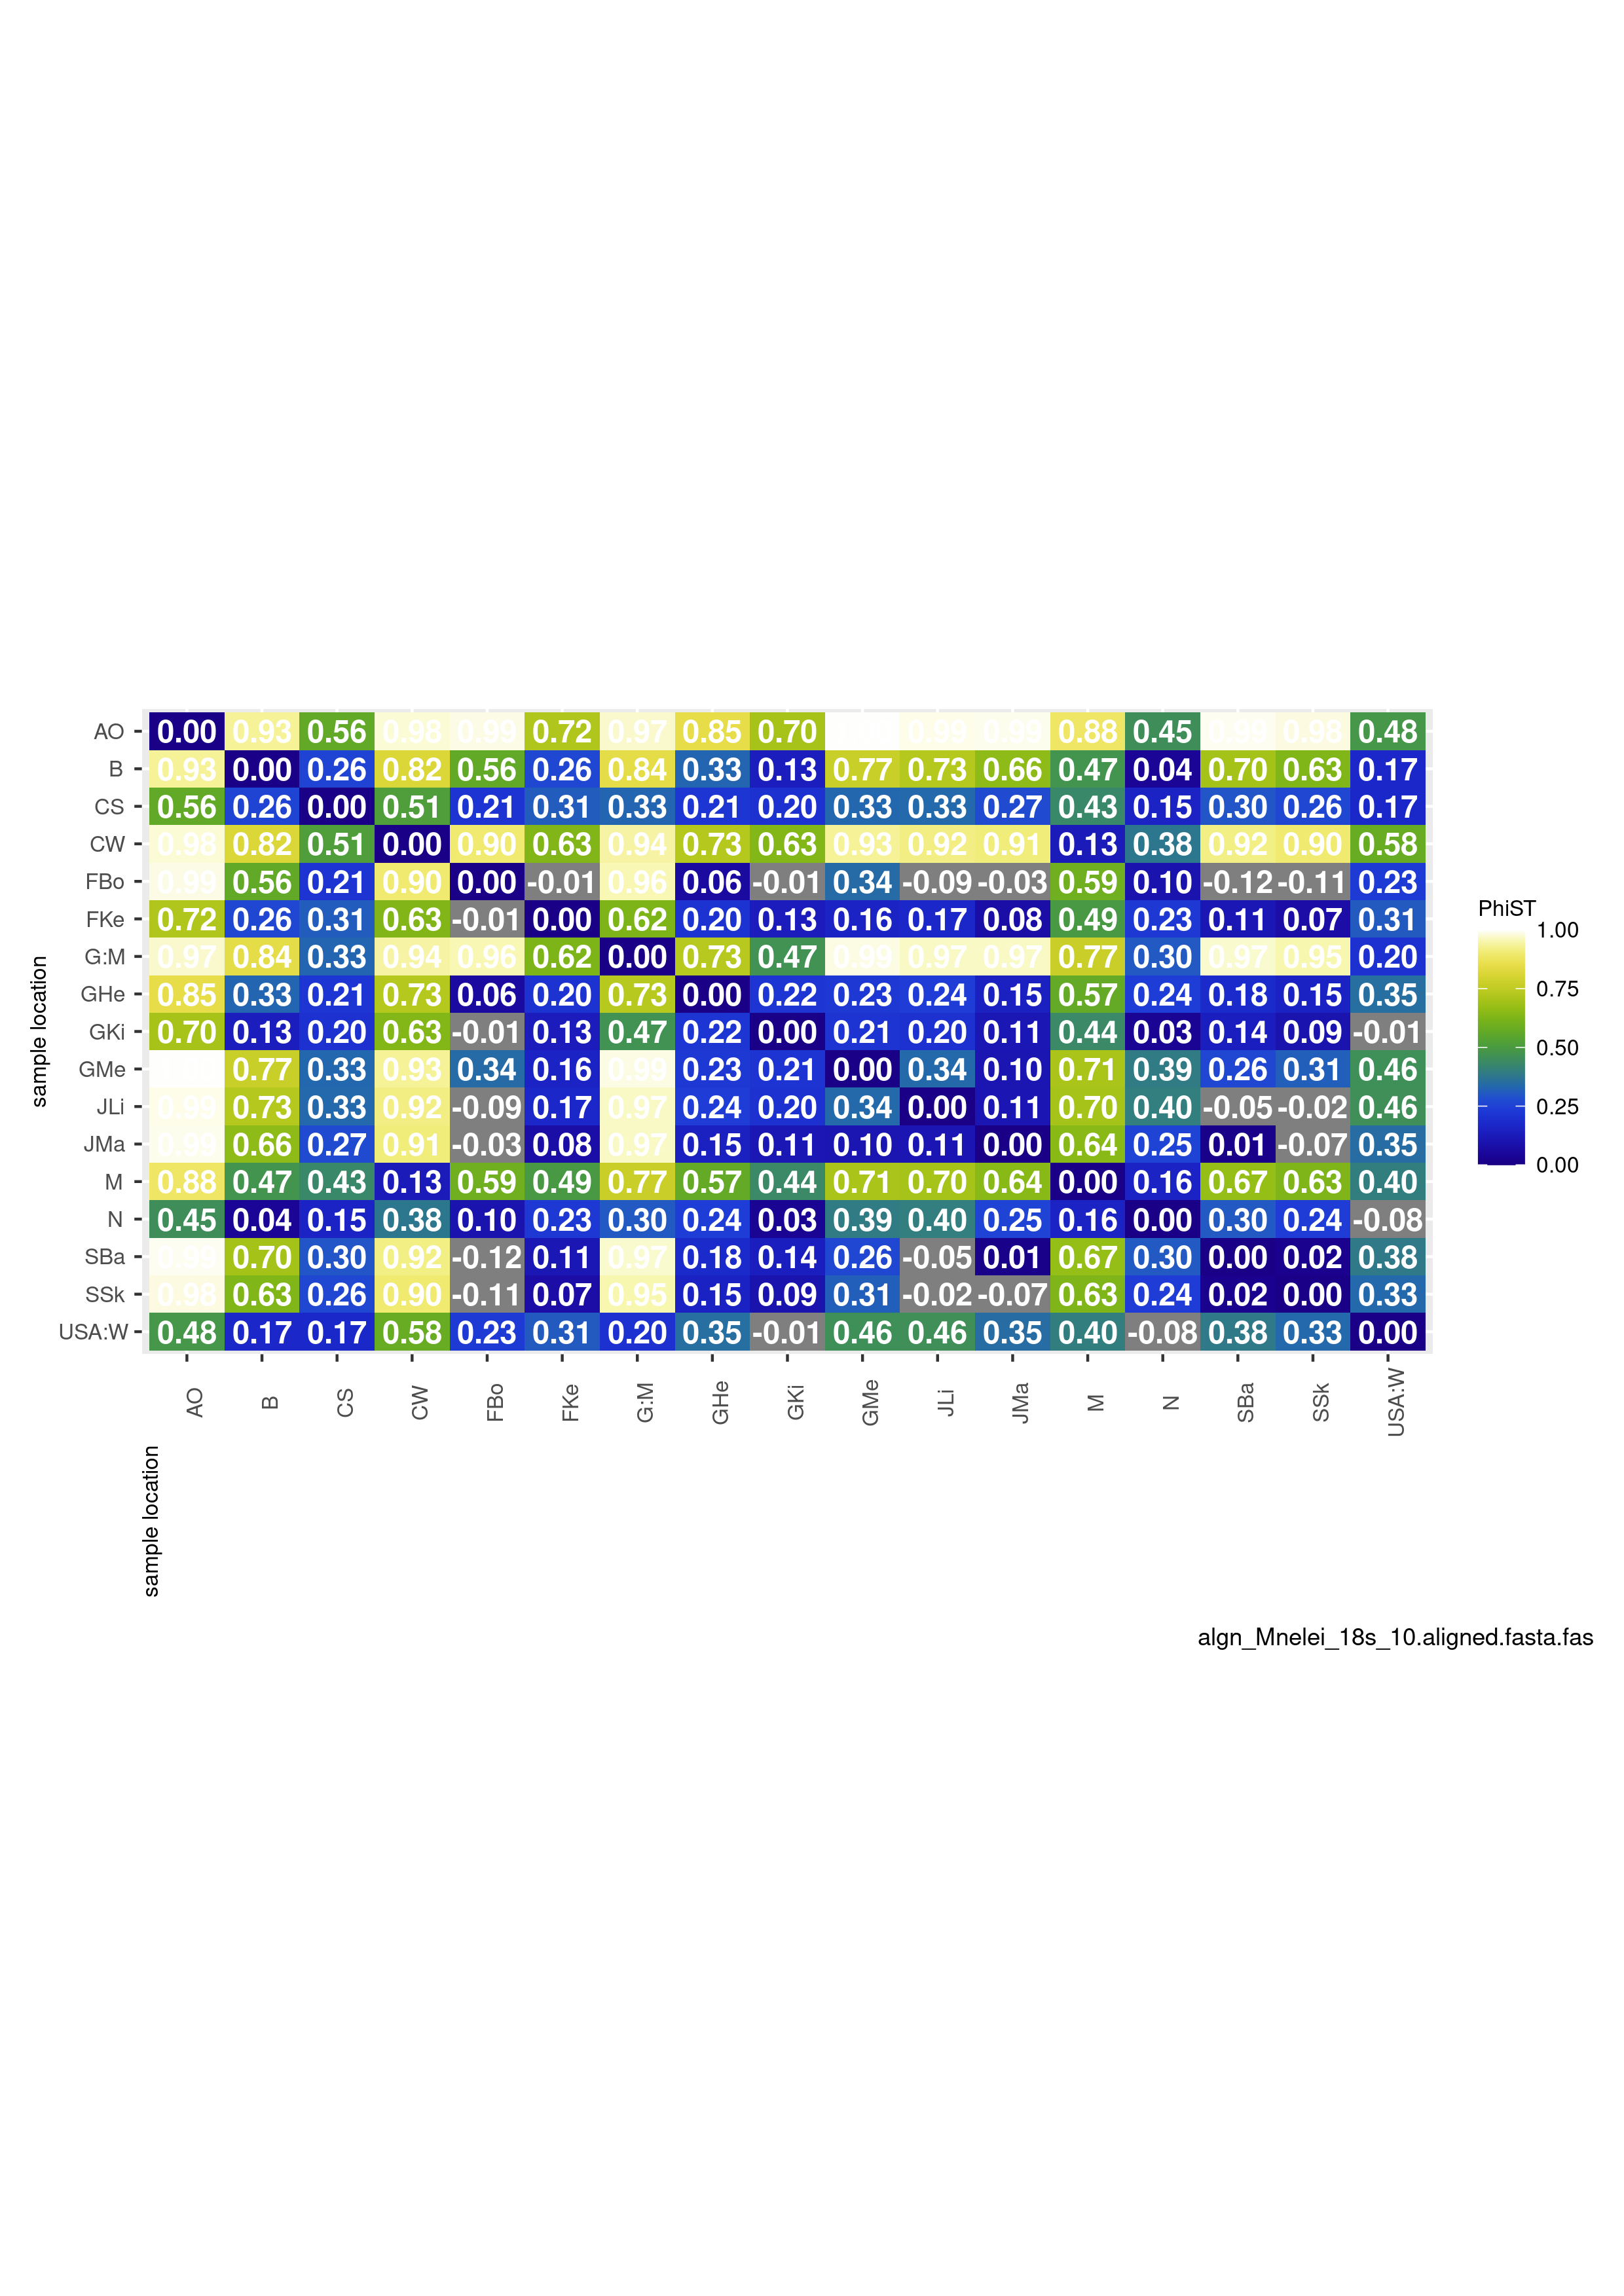 AO 0.00 0.93 0.56 0.98 0.99 0.72 0.97 0.85 0.70 0.99 0.99 0.88 0.45 0.99 0.98 0.48
B 0.93 0.00 0.26 0.82 0.56 0.26 0.84 0.33 0.13 0.77 0.73 0.66 0.47 0.04 0.70 0.63 0.17
CS 0.56 0.26 0.00 0.51 0.21 0.31 0.33 0.21 0.20 0.33 0.33 0.27 0.43 0.15 0.30 0.26 0.17
CW 0.98 0.82 0.51 0.00 0.90 0.63 0.94 0.73 0.63 0.93 0.92 0.91 0.13 0.38 0.92 0.90 0.58
FBo 0.99 0.56 0.21 0.90 0.00 -0.01 0.96 0.06 -0.01 0.34 -0.09 -0.03 0.59 0.10 -0.12 -0.11 0.23
FKe 0.72 0.26 0.31 0.63 -0.01 0.00 0.62 0.20 0.13 0.16 0.17 0.08 0.49 0.23 0.11 0.07 0.31
G:M 0.97 0.84 0.33 0.94 0.96 0.62 0.00 0.73 0.47 0.99 0.97 0.97 0.77 0.30 0.97 0.95 0.20
GHe 0.85 0.33 0.21 0.73 0.06 0.20 0.73 0.00 0.22 0.23 0.24 0.15 0.57 0.24 0.18 0.15 0.35
GKi 0.70 0.13 0.20 0.63 -0.01 0.13 0.47 0.22 0.00 0.21 0.20 0.11 0.44 0.03 0.14 0.09 -0.01
GMe 0.77 0.33 0.93 0.34 0.16 0.99 0.23 0.21 0.00 0.34 0.10 0.71 0.39 0.26 0.31 0.46
JLi 0.99 0.73 0.33 0.92 -0.09 0.17 0.97 0.24 0.20 0.34 0.00 0.11 0.70 0.40 -0.05 -0.02 0.46
JMa 0.99 0.66 0.27 0.91 -0.03 0.08 0.97 0.15 0.11 0.10 0.11 0.00 0.64 0.25 0.01 -0.07 0.35
M 0.88 0.47 0.43 0.13 0.59 0.49 0.77 0.57 0.44 0.71 0.70 0.64 0.00 0.16 0.67 0.63 0.40
N 0.45 0.04 0.15 0.38 0.10 0.23 0.30 0.24 0.03 0.39 0.40 0.25 0.16 0.00 0.30 0.24 -0.08
SBa 0.99 0.70 0.30 0.92 -0.12 0.11 0.97 0.18 0.14 0.26 -0.05 0.01 0.67 0.30 0.00 0.02 0.38
SSk 0.98 0.63 0.26 0.90 -0.11 0.07 0.95 0.15 0.09 0.31 -0.02 -0.07 0.63 0.24 0.02 0.00 0.33
USA:W 0.48 0.17 0.17 0.58 0.23 0.31 0.20 0.35 -0.01 0.46 0.46 0.35 0.40 -0.08 0.38 0.33 0.00
AO B CS CW FBo FKe G:M GHe GKi GMe JLi JMa M N SBa SSk USA:W
sample location
sample location
PhiST
1.00
0.75
0.50
0.25
0.00
algn_Mnelei_18s_10.aligned.fasta.fas